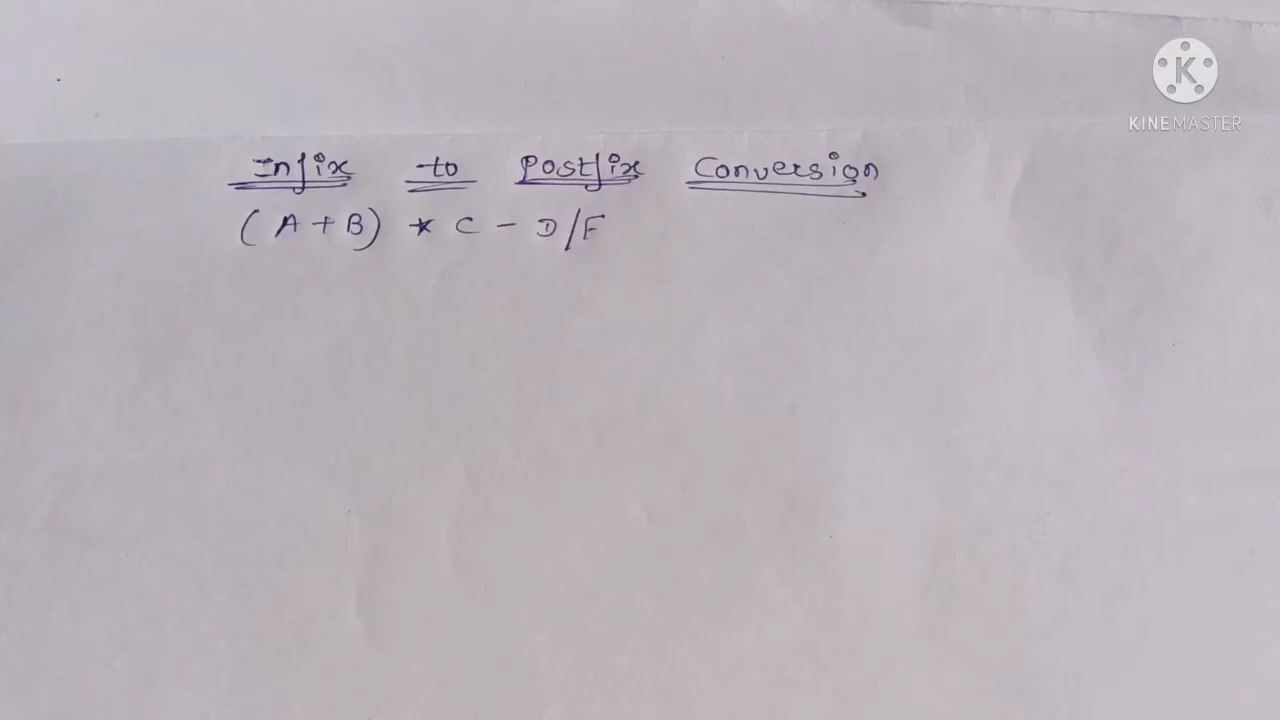 Infix to Postfix Conversion
(A+B) * C - D/F
K
KINEMASTER